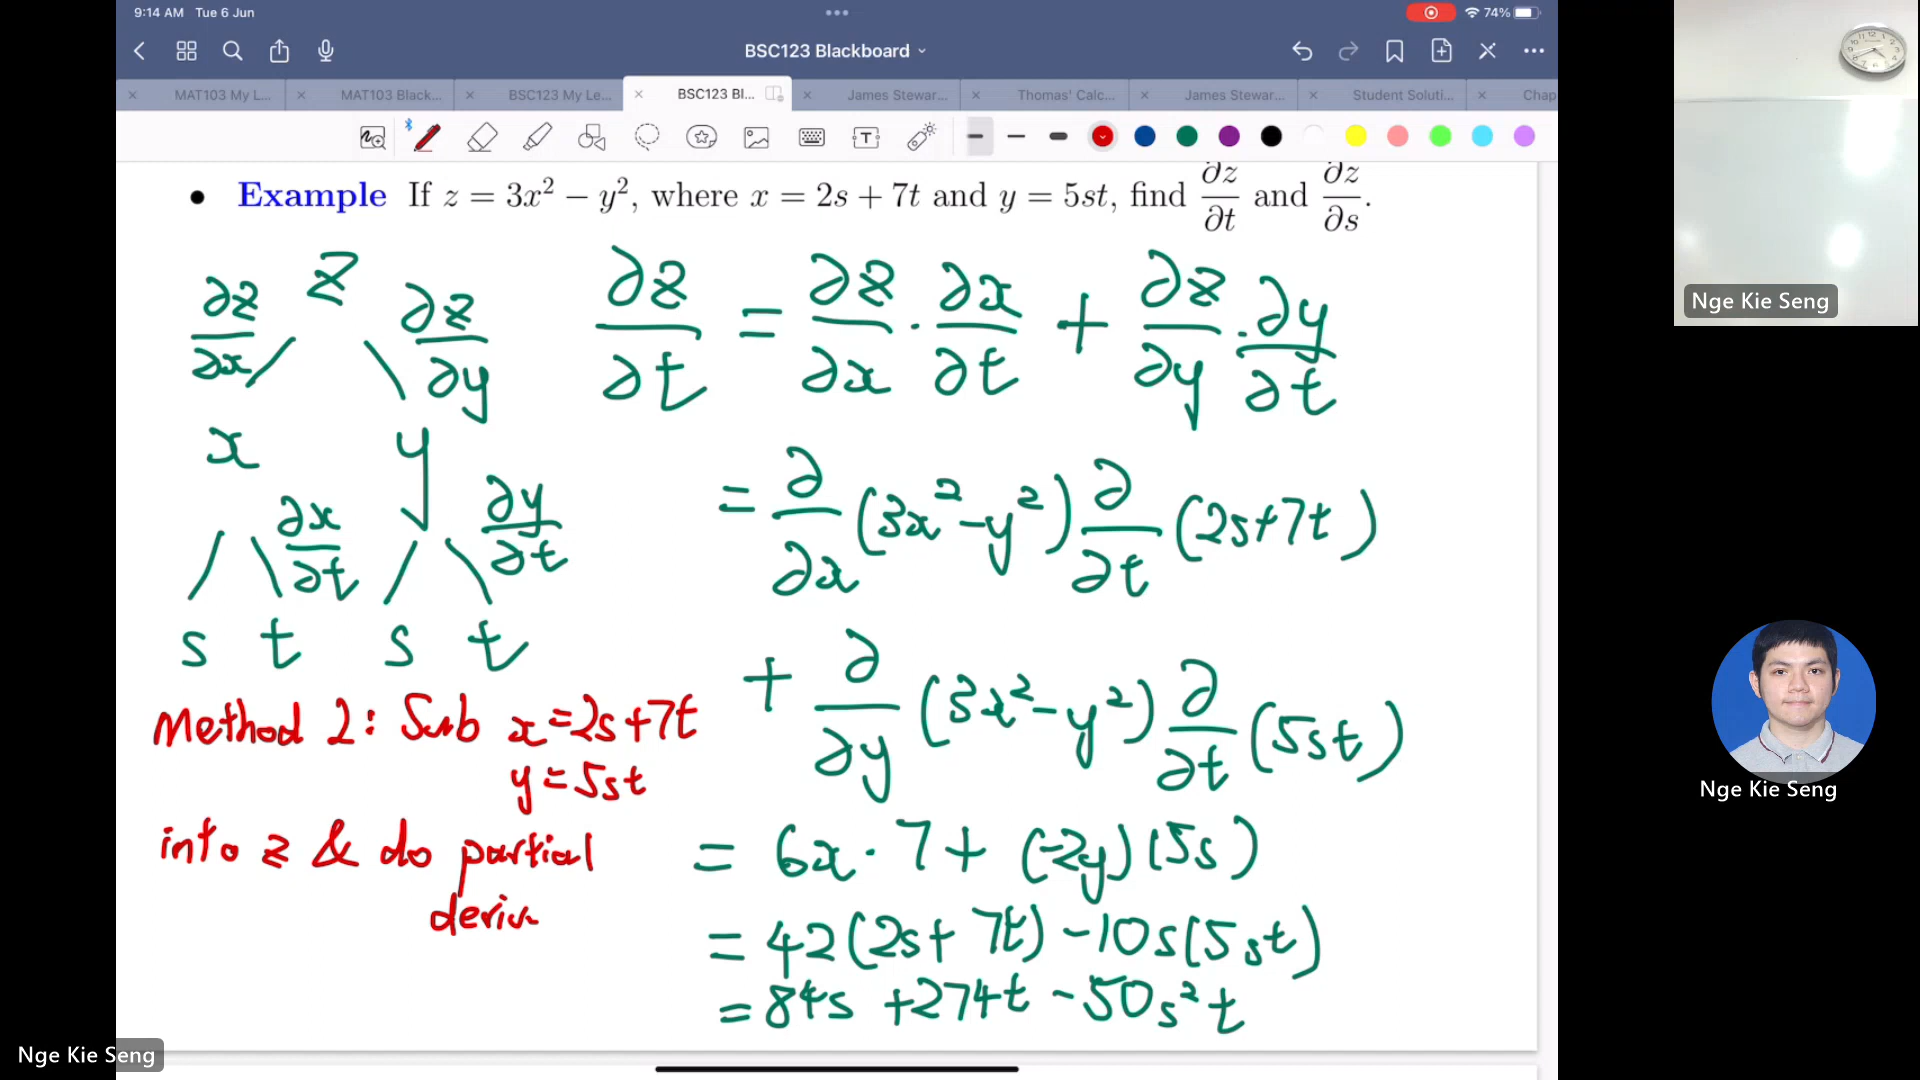 9:14 AM Tue 6 Jun
74%
BSC123 Blackboard
MAT103 My L...
MAT103 Black...
BSC123 My Le...
BSC123 Bl...
James Stewar...
Thomas' Calc...
James Stewar...
Student Soluti...
Chap
• Example If z = 3x² − y², where x = 2s + 7t and y = 5st, find ∂z/∂t and ∂z/∂s.
z
∂z/∂x ∂z/∂y
x y
∂x/∂t ∂y/∂t
s t s t
∂z/∂t = ∂z/∂x · ∂x/∂t + ∂z/∂y · ∂y/∂t
= ∂/∂x (3x²-y²) ∂/∂t (2s+7t)
+ ∂/∂y (3x²-y²) ∂/∂t (5st)
= 6x · 7 + (-2y)(5s)
= 42(2s+7t) - 10s(5st)
= 84s + 274t - 50s²t
Method 2: Sub x=2s+7t
y=5st
into z & do partial
deriv
Nge Kie Seng
Nge Kie Seng
Nge Kie Seng